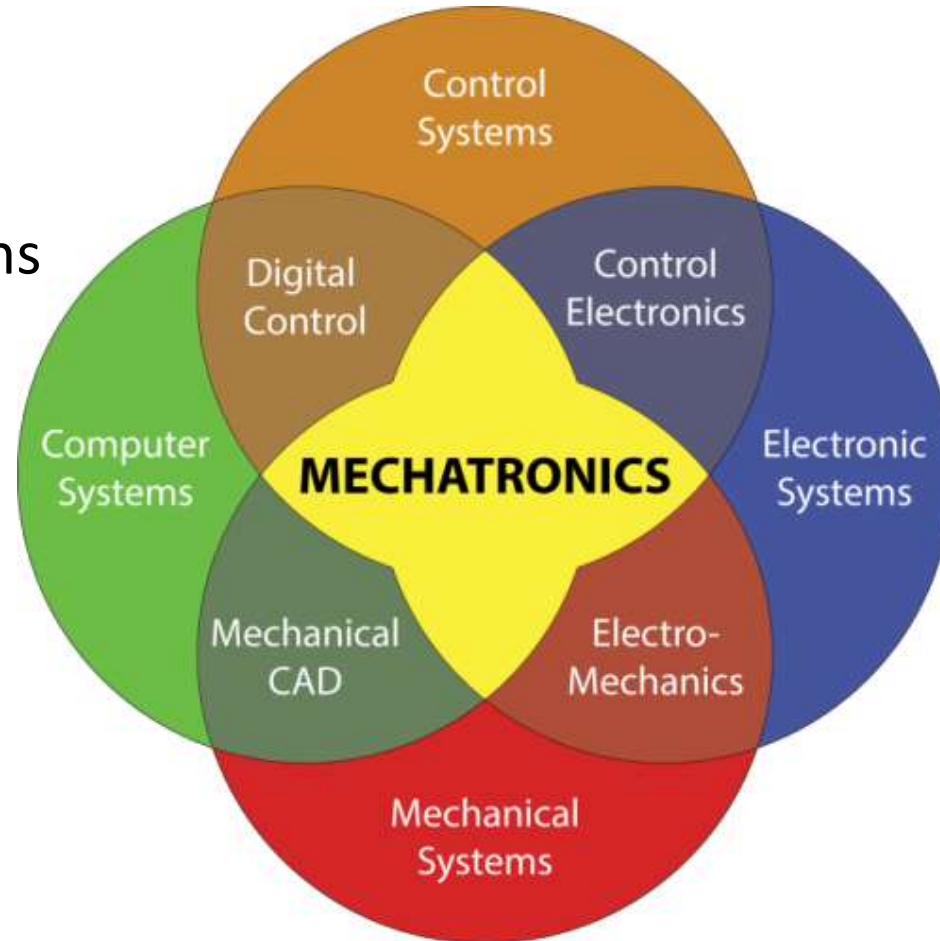 Control
Systems
ns
Digital
Control
Control
Electronics
Computer
Systems
MECHATRONICS
Electronic
Systems
Mechanical
CAD
Electro-
Mechanics
Mechanical
Systems